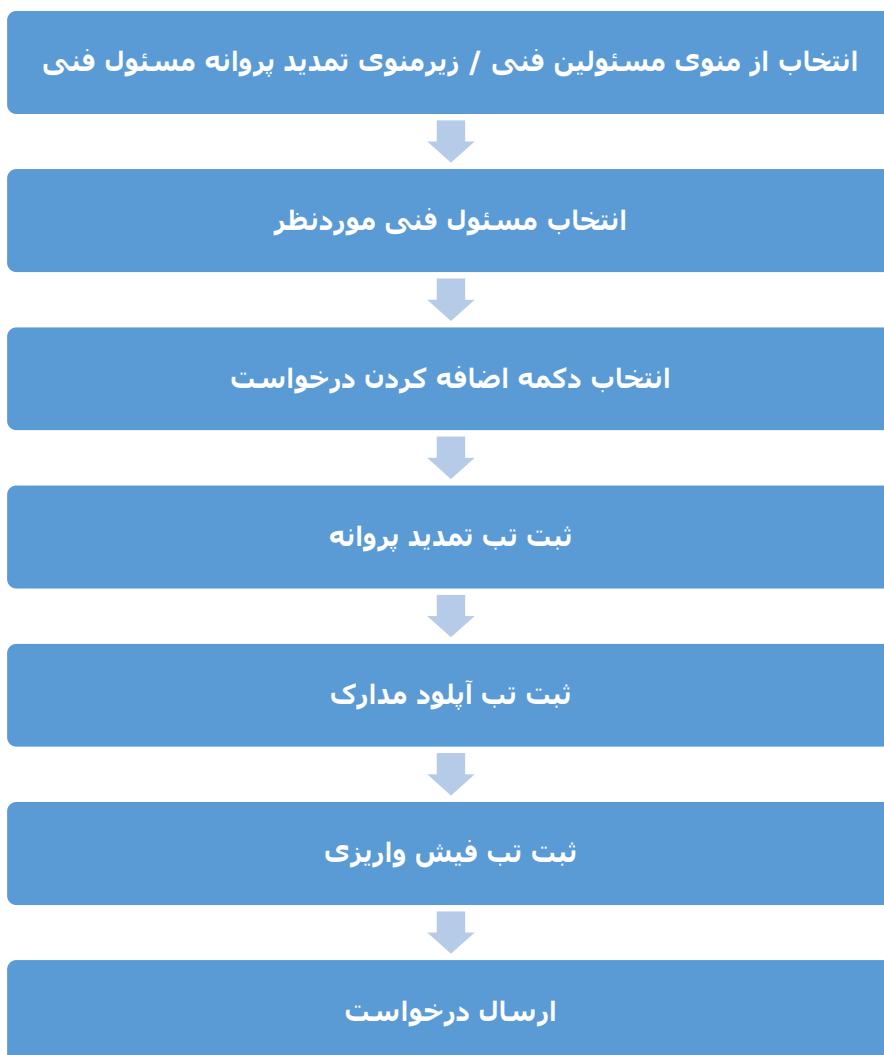 انتخاب از منوی مسئولین فنی / زیرمنوی تمدید پروانه مسئول فنی
انتخاب مسئول فنی موردنظر
انتخاب دکمه اضافه کردن درخواست
ثبت تب تمدید پروانه
ثبت تب آپلود مدارک
ثبت تب فیش واریزی
ارسال درخواست